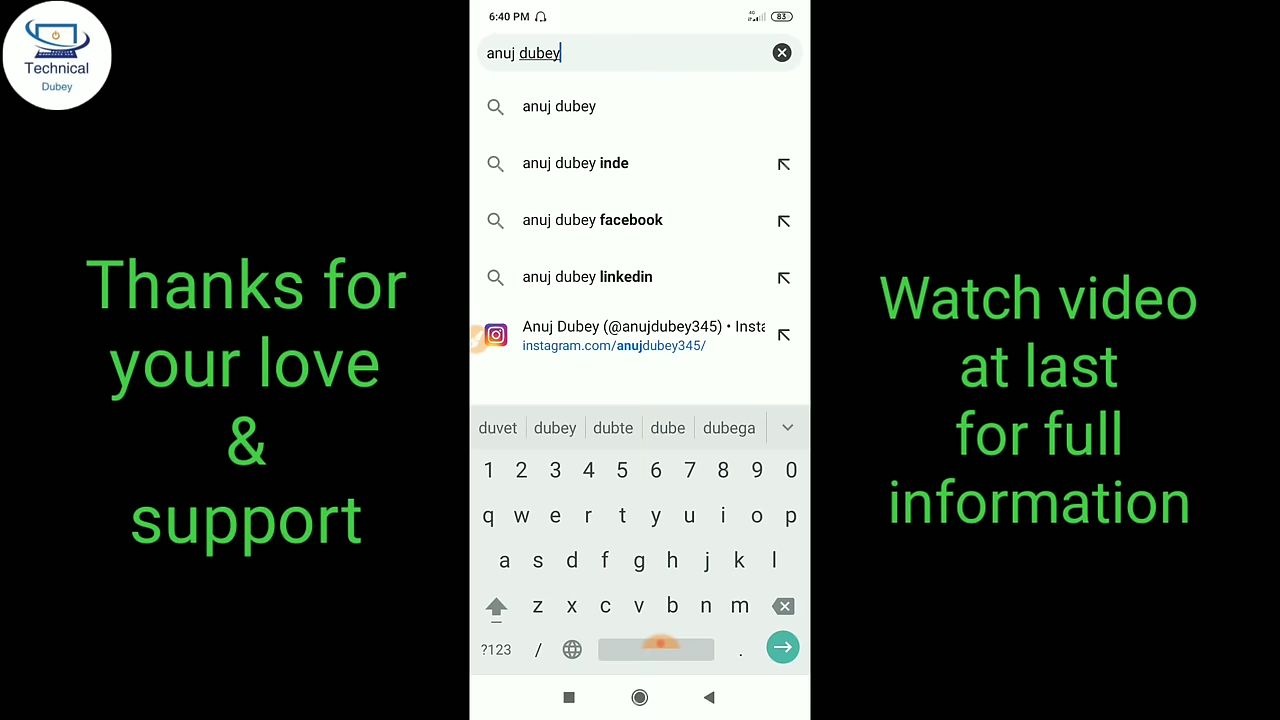 Technical
Dubey
Thanks for
your love
&
support
6:40 PM
4G
83
anuj dubey
anuj dubey
anuj dubey inde
anuj dubey facebook
anuj dubey linkedin
Anuj Dubey (@anujdubey345) • Insta
instagram.com/anujdubey345/
duvet dubey dubte dube dubega
1 2 3 4 5 6 7 8 9 0
q w e r t y u i o p
a s d f g h j k l
z x c v b n m
?123 / .
Watch video
at last
for full
information